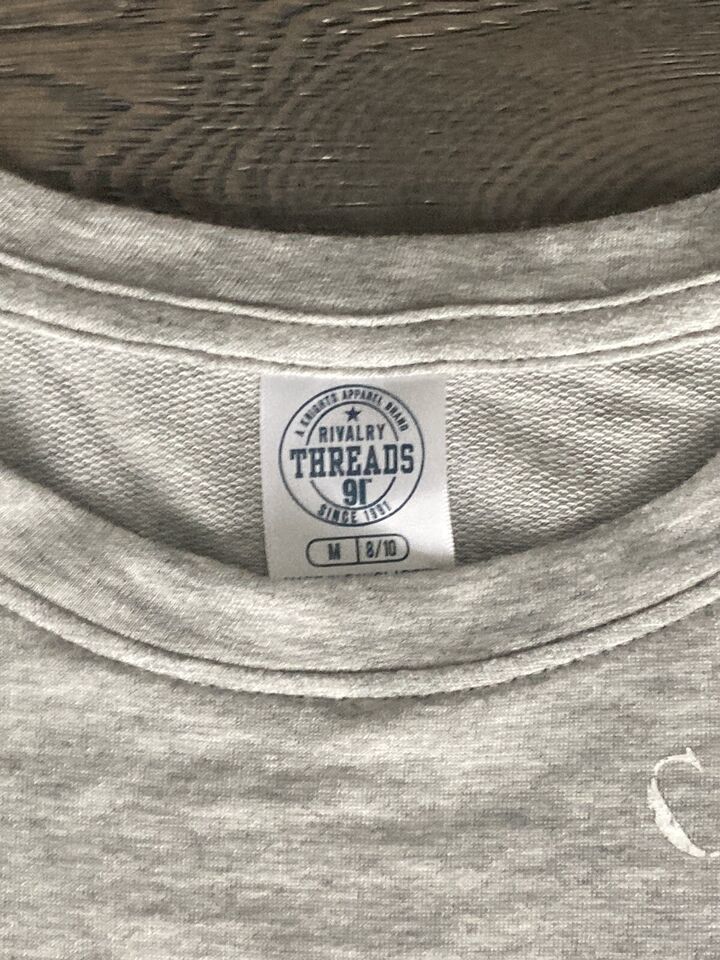 A KNIGHTS APPAREL BRAND
RIVALRY
THREADS
91
SINCE 1991
M 8/10
C